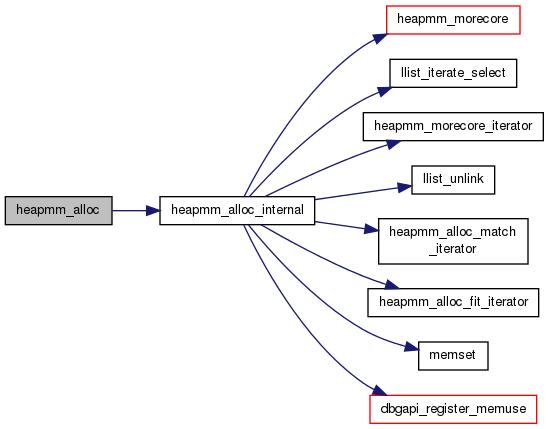 heapmm_alloc
heapmm_alloc_internal
heapmm_morecore
llist_iterate_select
heapmm_morecore_iterator
llist_unlink
heapmm_alloc_match
_iterator
heapmm_alloc_fit_iterator
memset
dbgapi_register_memuse